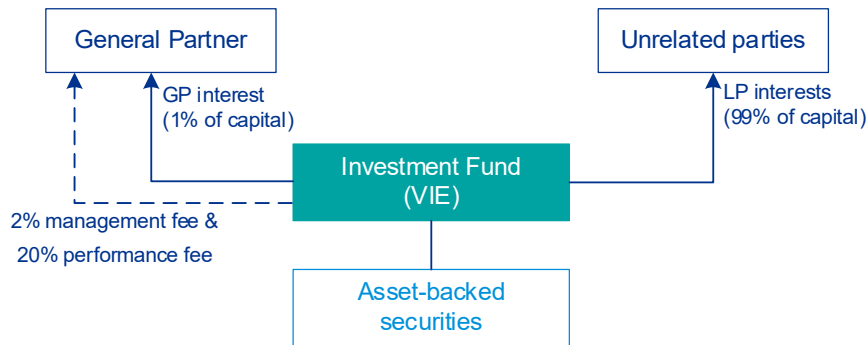 General Partner
Unrelated parties
GP interest
(1% of capital)
LP interests
(99% of capital)
Investment Fund
(VIE)
2% management fee &
20% performance fee
Asset-backed
securities